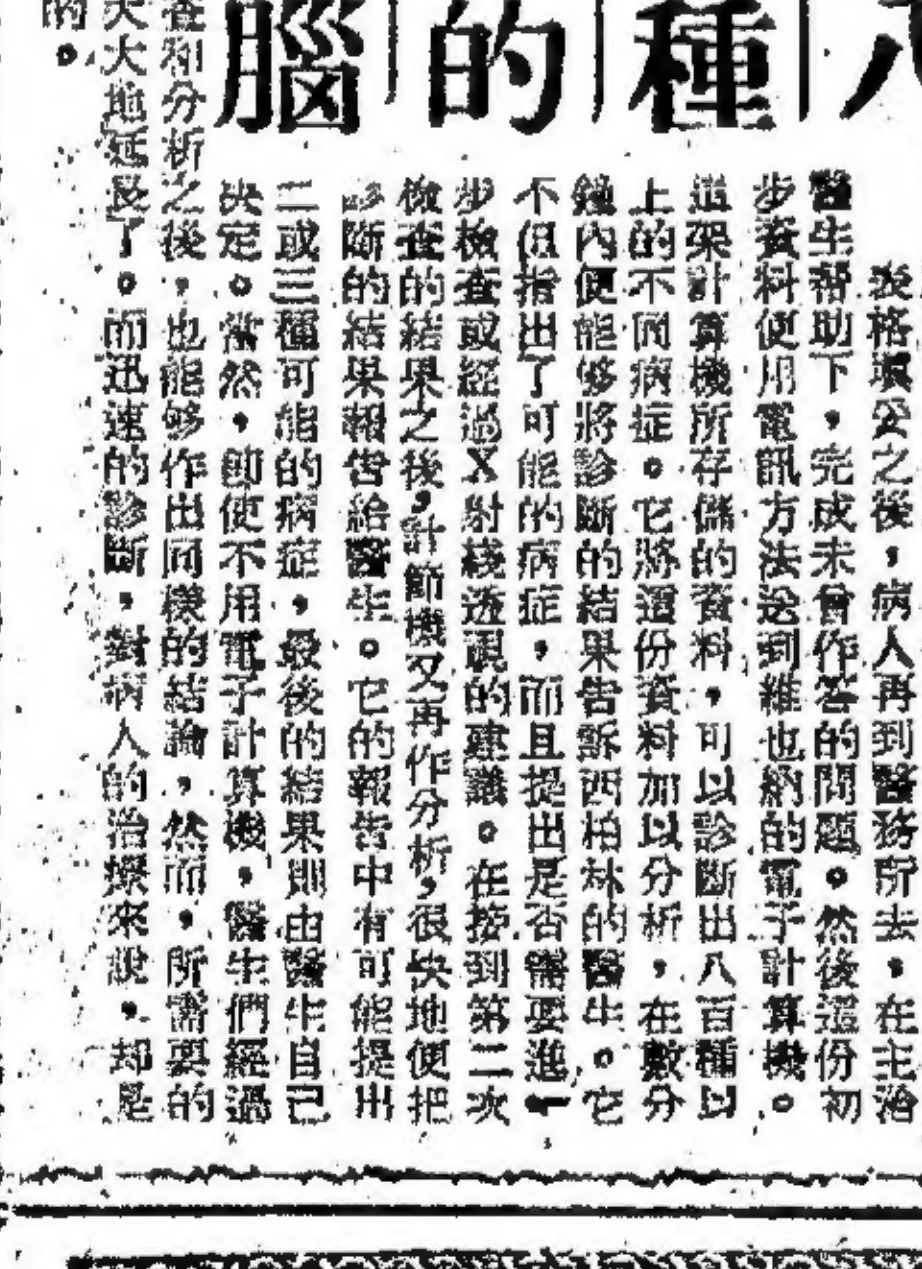 種的腦
表格填公之後，病人再到醫務所去，在主治
醫生帮助下，完成未曾作答的問題。然後這份初
步資料便用電訊方法送到維也納的電子計算機。
這架計算機所存儲的資料，可以診斷出八百種以
上的不同病症。它將這份資料加以分析，在數分
鐘內便能够將診斷的結果告訴西柏林的醫生。它
不但指出了可能的病症，而且提出是否需要進一
步檢查或經過X射綫透視的建議。在接到第二次
檢查的結果之後，計節機又再作分析，很快地便把
診斷的結果報告給醫生。它的報告中有可能提出
二或三種可能的病症，最後的結果則由醫生自己
决定。當然，卽使不用電子計算機，醫生們經過
查和分析之後，也能够作出同樣的結論，然而，所需要的
大大地延長了。而迅速的診斷，對病人的治療來說，却是
的。